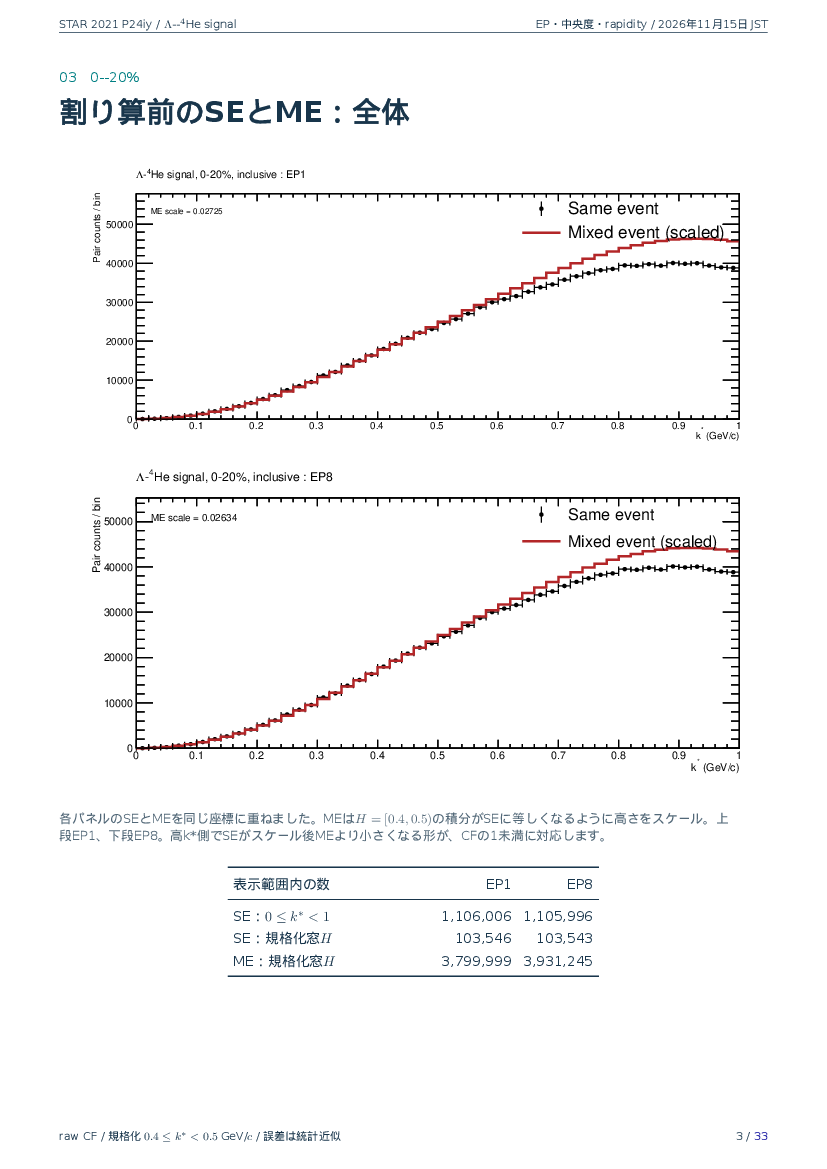 STAR 2021 P24iy / Λ--⁴He signal
EP・中央度・rapidity / 2026年11月15日 JST
03 0--20%
割り算前のSEとME：全体
Λ-⁴He signal, 0-20%, inclusive : EP1
Pair counts / bin
ME scale = 0.02725
Same event
Mixed event (scaled)
50000
40000
30000
20000
10000
0
0 0.1 0.2 0.3 0.4 0.5 0.6 0.7 0.8 0.9 1
k* (GeV/c)
Λ-⁴He signal, 0-20%, inclusive : EP8
Pair counts / bin
ME scale = 0.02634
Same event
Mixed event (scaled)
50000
40000
30000
20000
10000
0
0 0.1 0.2 0.3 0.4 0.5 0.6 0.7 0.8 0.9 1
k* (GeV/c)
各パネルのSEとMEを同じ座標に重ねました。MEはH = [0.4, 0.5)の積分がSEに等しくなるように高さをスケール。上
段EP1、下段EP8。高k*側でSEがスケール後MEより小さくなる形が、CFの1未満に対応します。
表示範囲内の数 EP1 EP8
SE：0 ≤ k* < 1 1,106,006 1,105,996
SE：規格化窓H 103,546 103,543
ME：規格化窓H 3,799,999 3,931,245
raw CF / 規格化 0.4 ≤ k* < 0.5 GeV/c / 誤差は統計近似
3 / 33